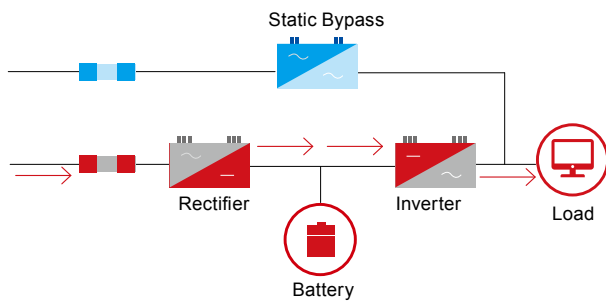 Static Bypass
Rectifier
Inverter
Load
Battery